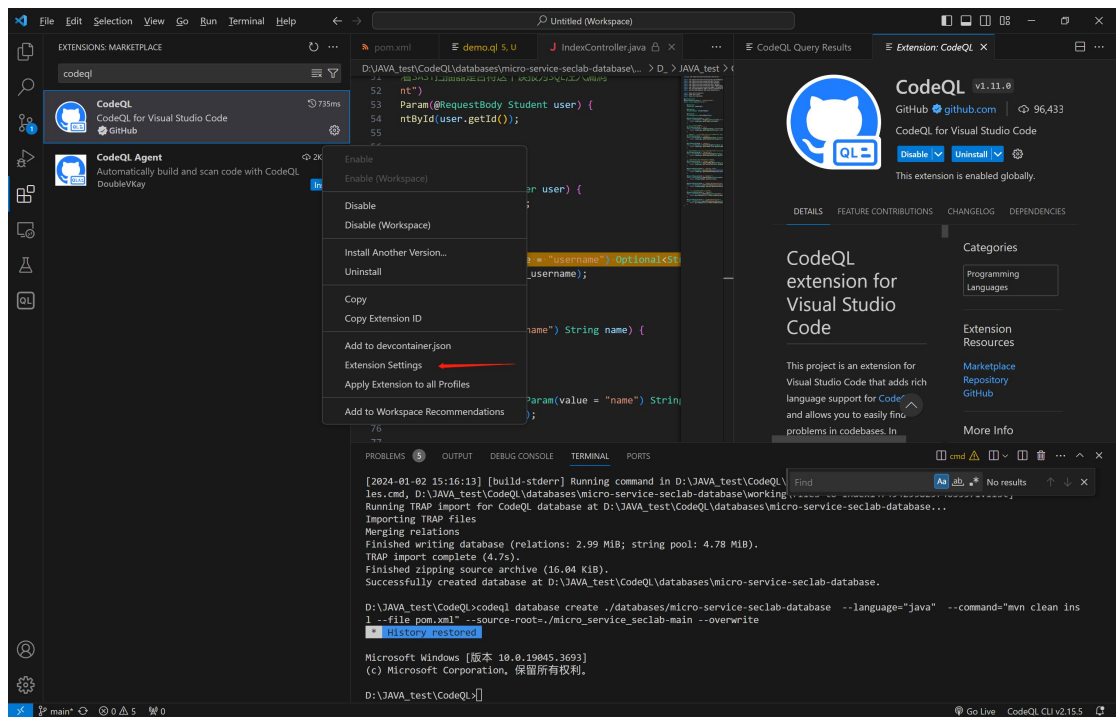 File Edit Selection View Go Run Terminal Help
Untitled (Workspace)
EXTENSIONS: MARKETPLACE
codeql
CodeQL
735ms
CodeQL for Visual Studio Code
GitHub
CodeQL Agent
2K
Automatically build and scan code with CodeQL
DoubleVKay
In
Enable
Enable (Workspace)
Disable
Disable (Workspace)
Install Another Version...
Uninstall
Copy
Copy Extension ID
Add to devcontainer.json
Extension Settings
Apply Extension to all Profiles
Add to Workspace Recommendations
pom.xml
demo.ql 5, U
IndexController.java
D:\JAVA_test\CodeQL\databases\micro-service-seclab-database\... > D_ > JAVA_test >
52 nt")
53 Param(@RequestBody Student user) {
54 ntById(user.getId());
55
er user) {
;
e = "username") Optional<St
_username);
name") String name) {
Param(value = "name") Strin
);
76
CodeQL Query Results
Extension: CodeQL
CodeQL v1.11.0
GitHub github.com 96,433
CodeQL for Visual Studio Code
Disable Uninstall
This extension is enabled globally.
DETAILS FEATURE CONTRIBUTIONS CHANGELOG DEPENDENCIES
CodeQL
extension for
Visual Studio
Code
This project is an extension for
Visual Studio Code that adds rich
language support for
and allows you to easily find
problems in codebases. In
Categories
Programming
Languages
Extension
Resources
Marketplace
Repository
GitHub
More Info
PROBLEMS 5 OUTPUT DEBUG CONSOLE TERMINAL PORTS
cmd
Find
Aa ab No results
[2024-01-02 15:16:13] [build-stderr] Running command in D:\JAVA_test\CodeQL\
les.cmd, D:\JAVA_test\CodeQL\databases\micro-service-seclab-database\working
Running TRAP import for CodeQL database at D:\JAVA_test\CodeQL\databases\micro-service-seclab-database...
Importing TRAP files
Merging relations
Finished writing database (relations: 2.99 MiB; string pool: 4.78 MiB).
TRAP import complete (4.7s).
Finished zipping source archive (16.04 KiB).
Successfully created database at D:\JAVA_test\CodeQL\databases\micro-service-seclab-database.
D:\JAVA_test\CodeQL>codeql database create ./databases/micro-service-seclab-database --language="java" --command="mvn clean ins
l --file pom.xml" --source-root=./micro_service_seclab-main --overwrite
* History restored
Microsoft Windows [版本 10.0.19045.3693]
(c) Microsoft Corporation。保留所有权利。
D:\JAVA_test\CodeQL>
main* 0 5 0
Go Live CodeQL CLI v2.15.5